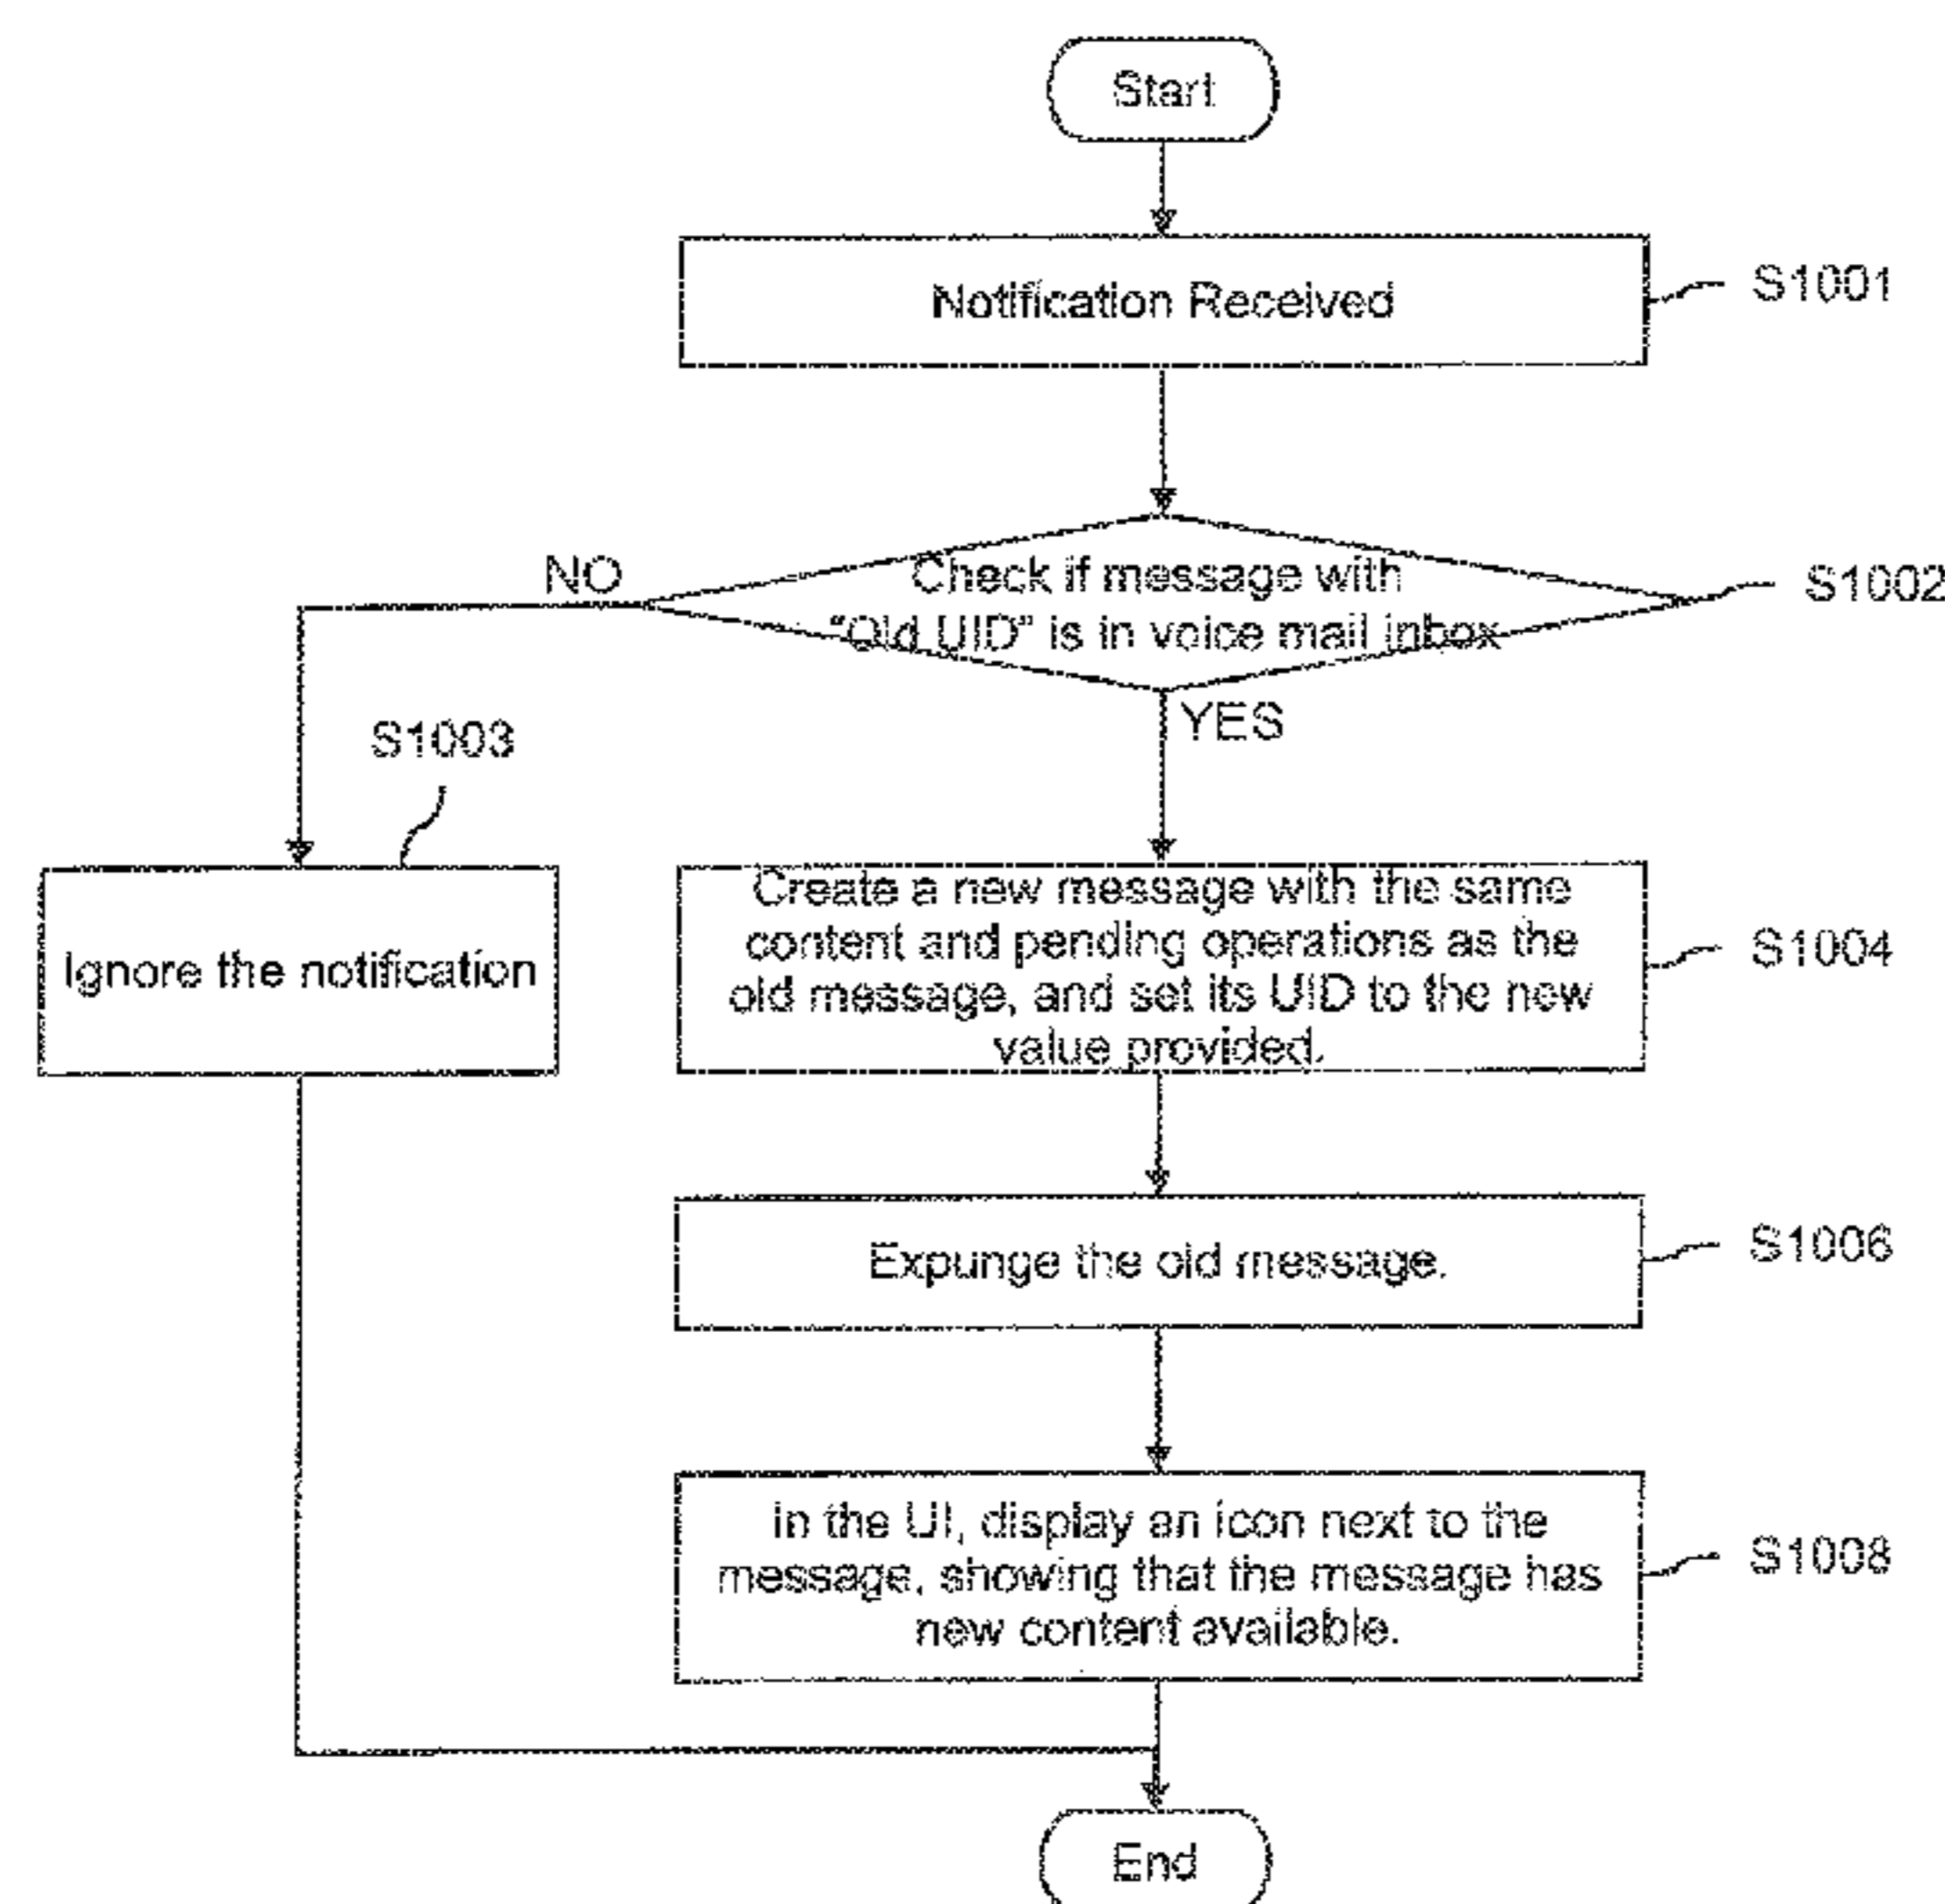 Start
Notification Received
S1001
Check if message with
"Old UID" is in voice mail inbox
S1002
NO
YES
S1003
Ignore the notification
Create a new message with the same
content and pending operations as the
old message, and set its UID to the new
value provided.
S1004
Expunge the old message.
S1006
In the UI, display an icon next to the
message, showing that the message has
new content available.
S1008
End